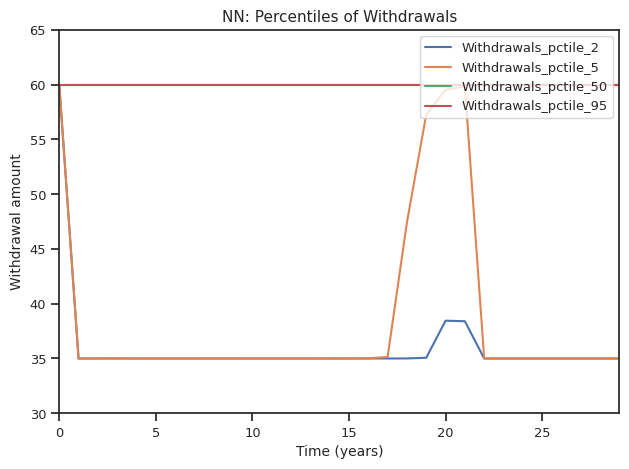 NN: Percentiles of Withdrawals
Withdrawal amount
65
60
55
50
45
40
35
30
Withdrawals_pctile_2
Withdrawals_pctile_5
Withdrawals_pctile_50
Withdrawals_pctile_95
0
5
10
15
20
25
Time (years)